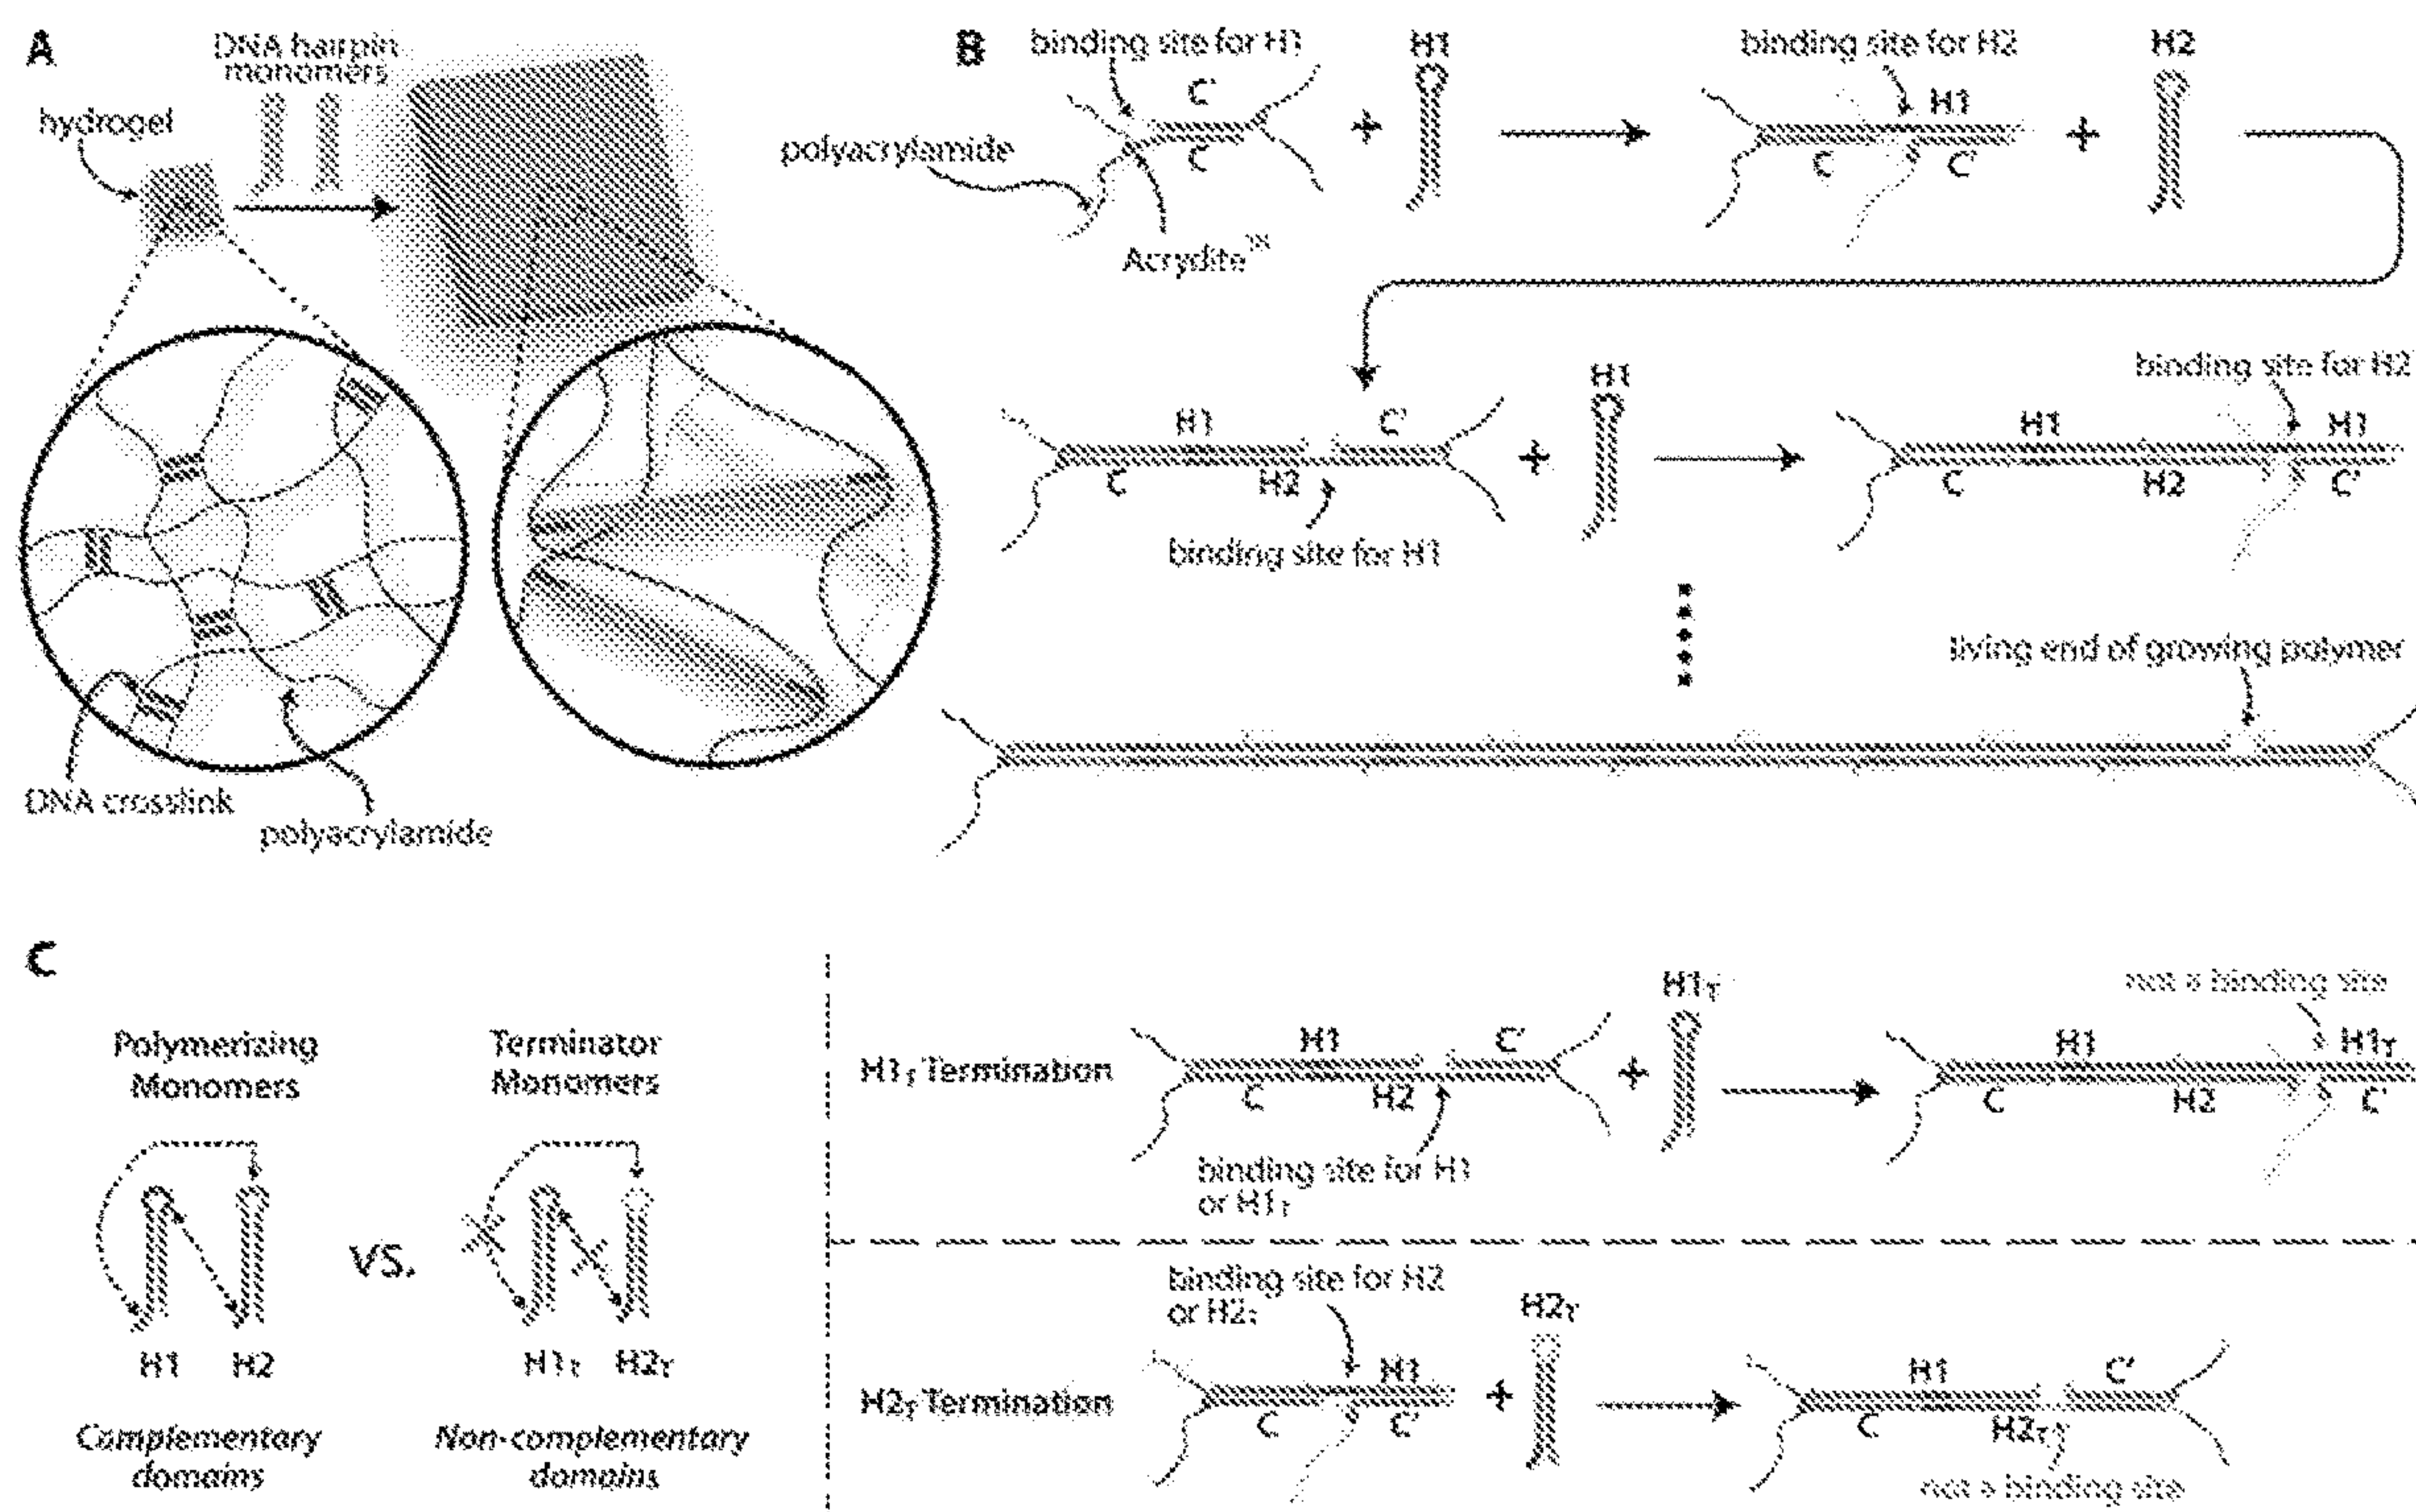 A
DNA hairpin
monomers
hydrogel
DNA crosslink
polyacrylamide
B
binding site for H1
C'
C
H1
+
polyacrylamide
Acrydite™
binding site for H2
H1
C
C'
+
H2
H1
C'
C
H2
binding site for H1
+
H1
binding site for H2
H1
H1
C
H2
C'
living end of growing polymer
C
Polymerizing
Monomers
H1
H2
Complementary
domains
VS.
Terminator
Monomers
H1T
H2T
Non-complementary
domains
H1T Termination
H1
C'
C
H2
binding site for H1
or H1T
+
H1T
not a binding site
H1
H1T
C
H2
C'
H2T Termination
binding site for H2
or H2T
H1
C
C'
+
H2T
H1
C'
C
H2T
not a binding site